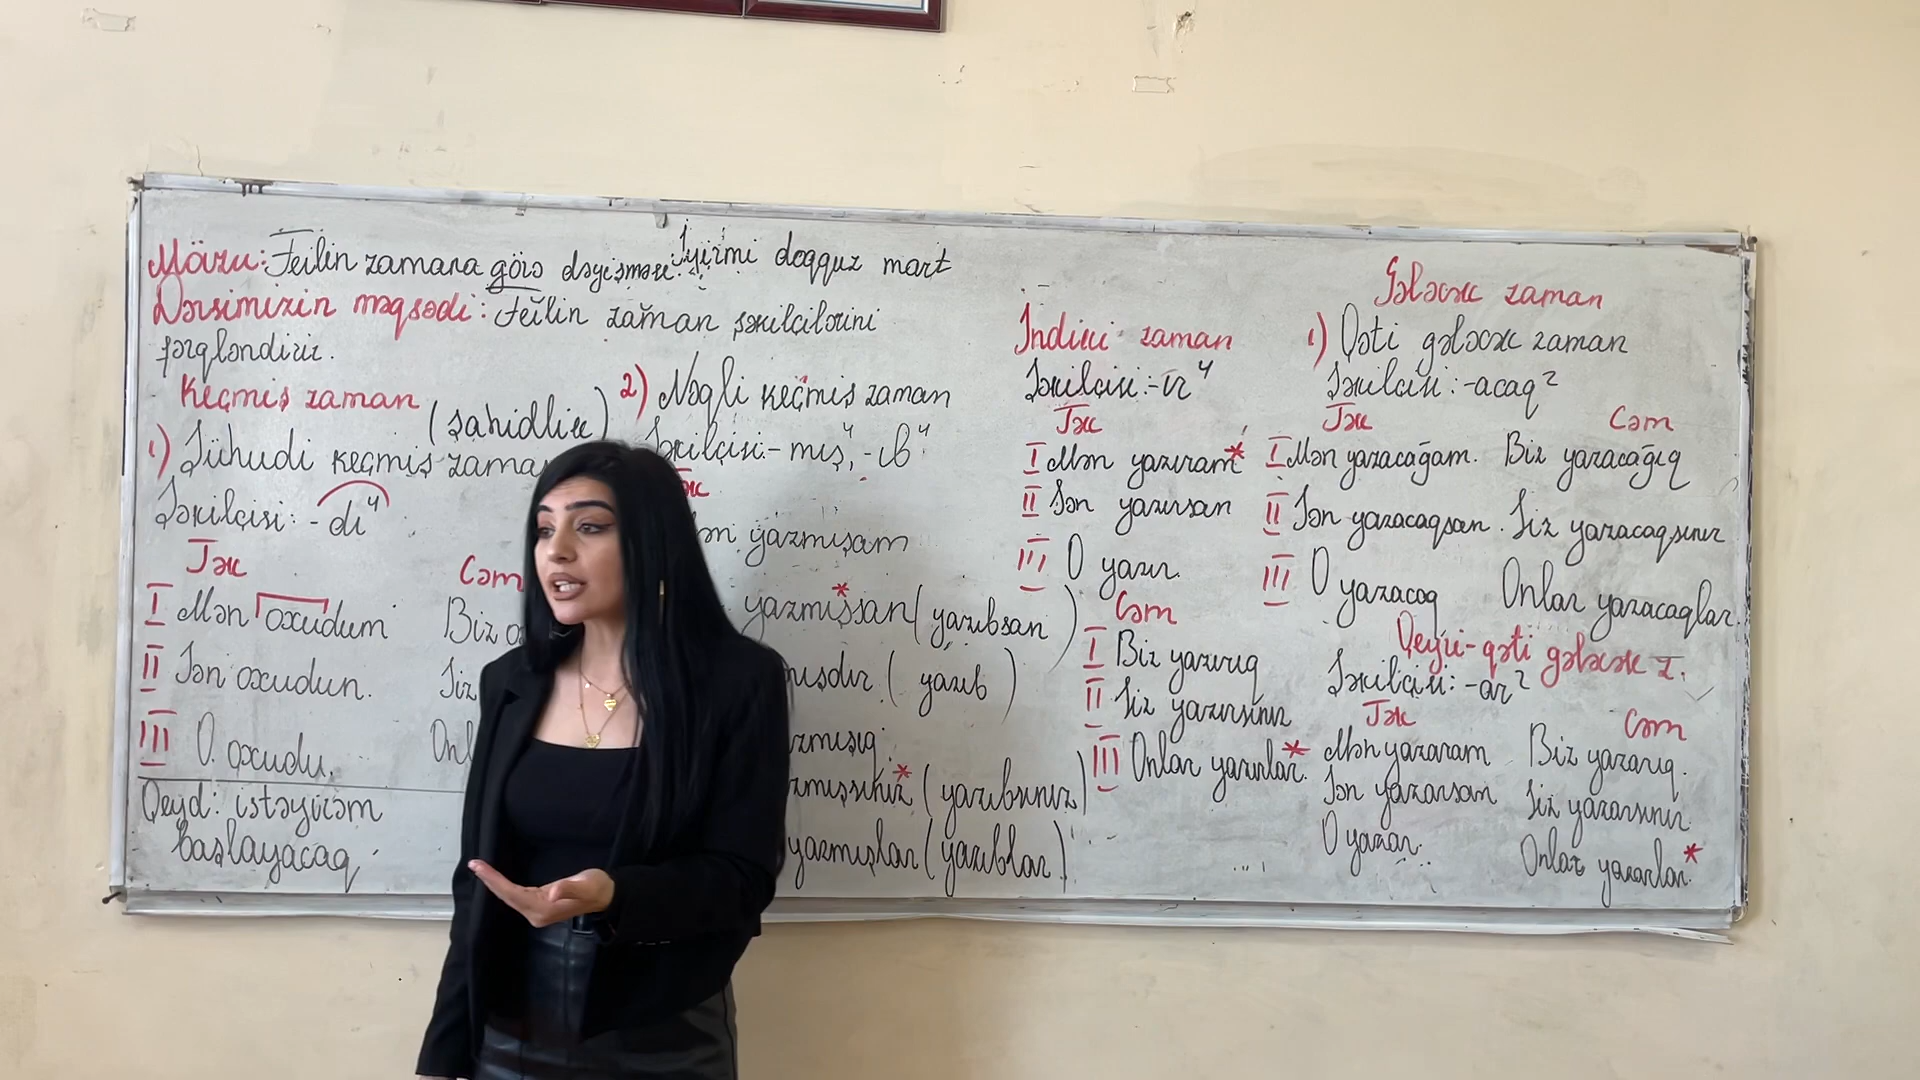 Mövzu: Feilin zamana görə dəyişməsi. İyirmi doqquz mart
Dərsimizin məqsədi: Feilin zaman şəkilçilərini
fərqləndirir.
Keçmiş zaman
(şahidlik)
1) Şühudi keçmiş zaman
Şəkilçisi: -dı⁴
Tək
Cəm
I Mən oxudum
Biz
II Sən oxudun.
Siz
III O oxudu.
Qeyd: istəyirəm
başlayacaq
2) Nəqli keçmiş zaman
Şəkilçisi:- mış⁴, -ıb⁴
yazmışam
yazmışsan (yazıbsan)
(yazıb)
(yazıbsınız)
yazmışlar (yazıblar)
İndiki zaman
Şəkilçisi: -ır⁴
Tək
I Mən yazıram*
II Sən yazırsan
III O yazır.
Cəm
I Biz yazırıq
II Siz yazırsınız
III Onlar yazırlar.*
Gələcək zaman
1) Qəti gələcək zaman
Şəkilçisi: -acaq²
Tək
Cəm
I Mən yazacağam. Biz yazacağıq
II Sən yazacaqsan. Siz yazacaqsınız
III O yazacaq Onlar yazacaqlar.
Qeyri-qəti gələcək z.
Şəkilçisi: -ar²
Tək
Cəm
Mən yazaram Biz yazarıq.
Sən yazarsan Siz yazarsınız.
O yazar. Onlar yazarlar.*